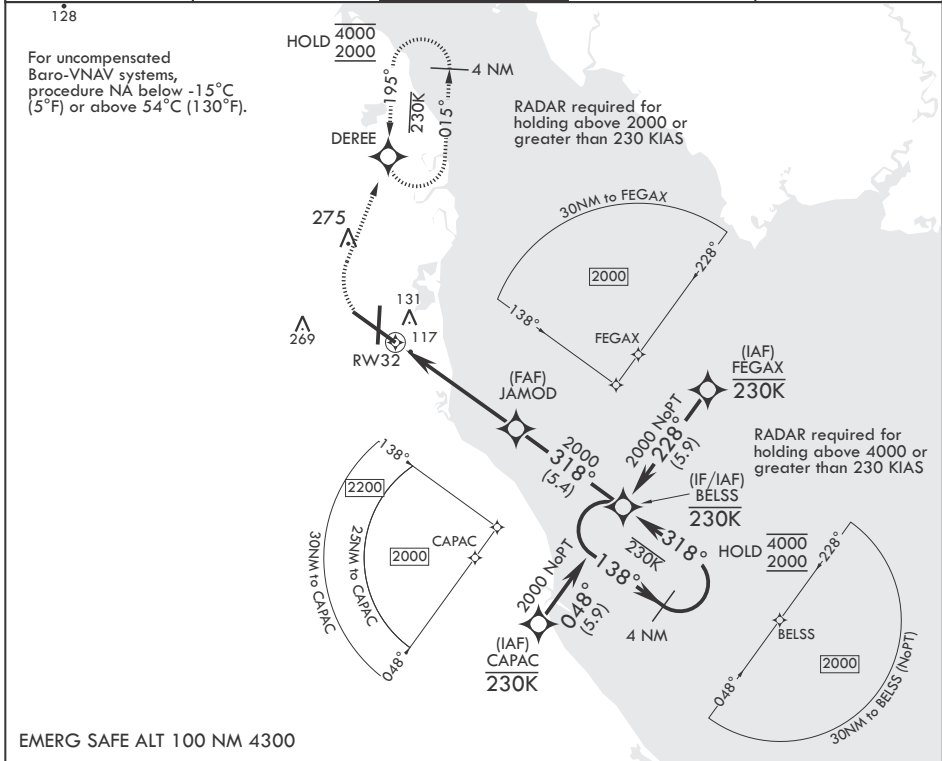 128
For uncompensated
Baro-VNAV systems,
procedure NA below -15°C
(5°F) or above 54°C (130°F).
HOLD 4000
2000
4 NM
195°
230K
015°
DEREE
RADAR required for
holding above 2000 or
greater than 230 KIAS
275
30NM to FEGAX
2000
228°
138°
FEGAX
131
117
269
RW32
(FAF)
JAMOD
(IAF)
FEGAX
230K
2000 NoPT
228°
(5.9)
RADAR required for
holding above 4000 or
greater than 230 KIAS
2000
318°
(5.4)
(IF/IAF)
BELSS
230K
138°
2200
2000
CAPAC
25NM to CAPAC
30NM to CAPAC
048°
318°
230K
138°
4 NM
HOLD 4000
2000
2000 NoPT
048°
(5.9)
(IAF)
CAPAC
230K
228°
BELSS
2000
048°
30NM to BELSS (NoPT)
EMERG SAFE ALT 100 NM 4300